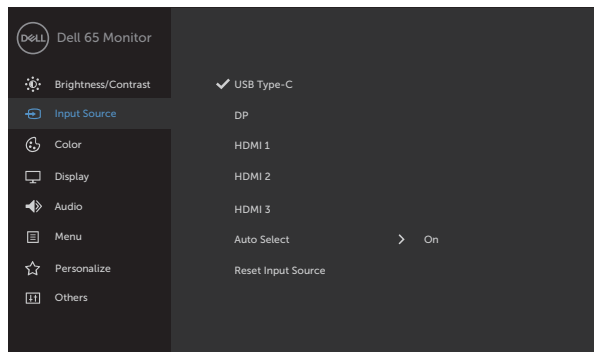 DELL Dell 65 Monitor
Brightness/Contrast
USB Type-C
Input Source
DP
Color
HDMI 1
Display
HDMI 2
Audio
HDMI 3
Menu
Auto Select On
Personalize
Reset Input Source
Others